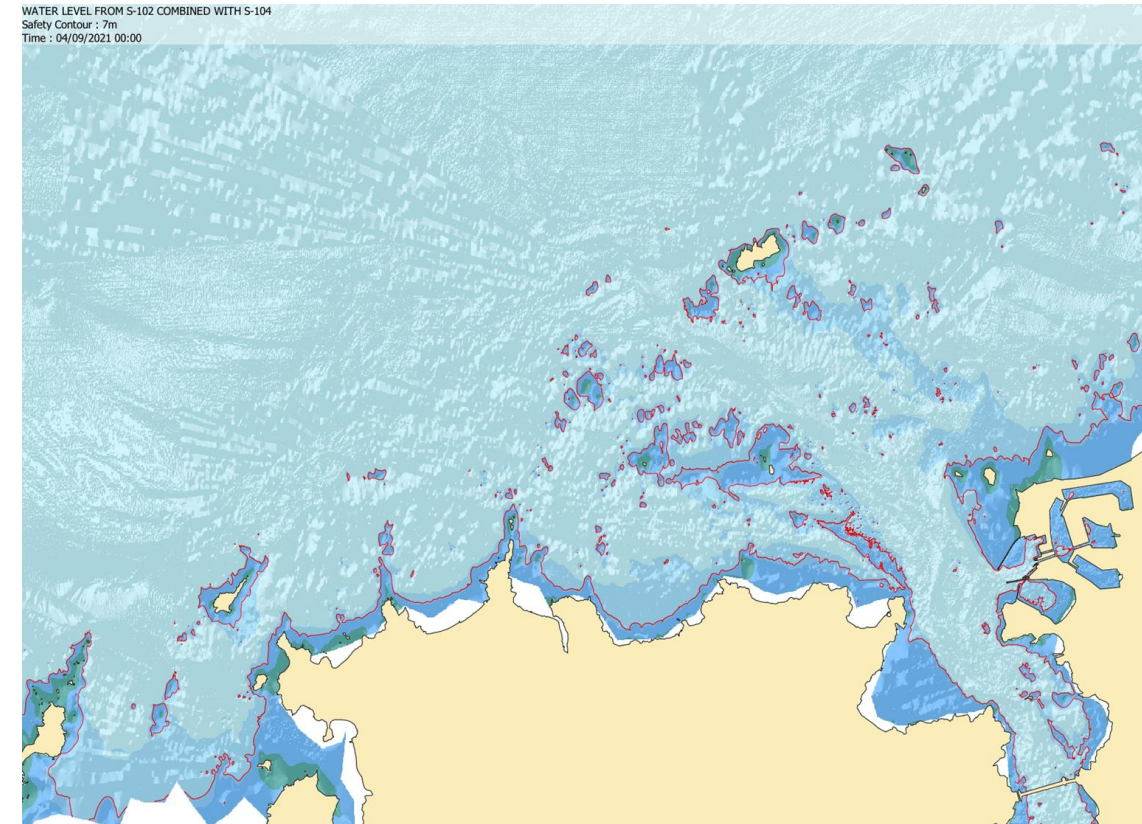 WATER LEVEL FROM S-102 COMBINED WITH S-104
Safety Contour : 7m
Time : 04/09/2021 00:00